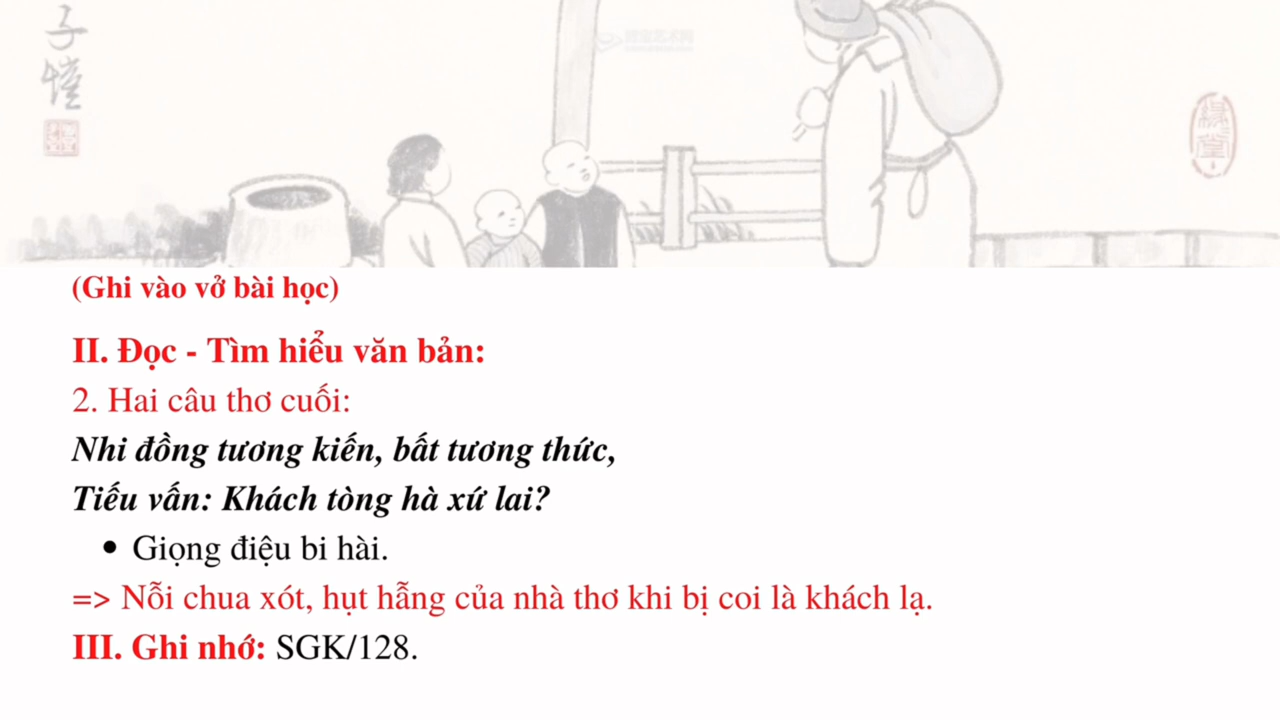 子
愷
(Ghi vào vở bài học)
II. Đọc - Tìm hiểu văn bản:
2. Hai câu thơ cuối:
Nhi đồng tương kiến, bất tương thức,
Tiếu vấn: Khách tòng hà xứ lai?
• Giọng điệu bi hài.
=> Nỗi chua xót, hụt hẫng của nhà thơ khi bị coi là khách lạ.
III. Ghi nhớ: SGK/128.